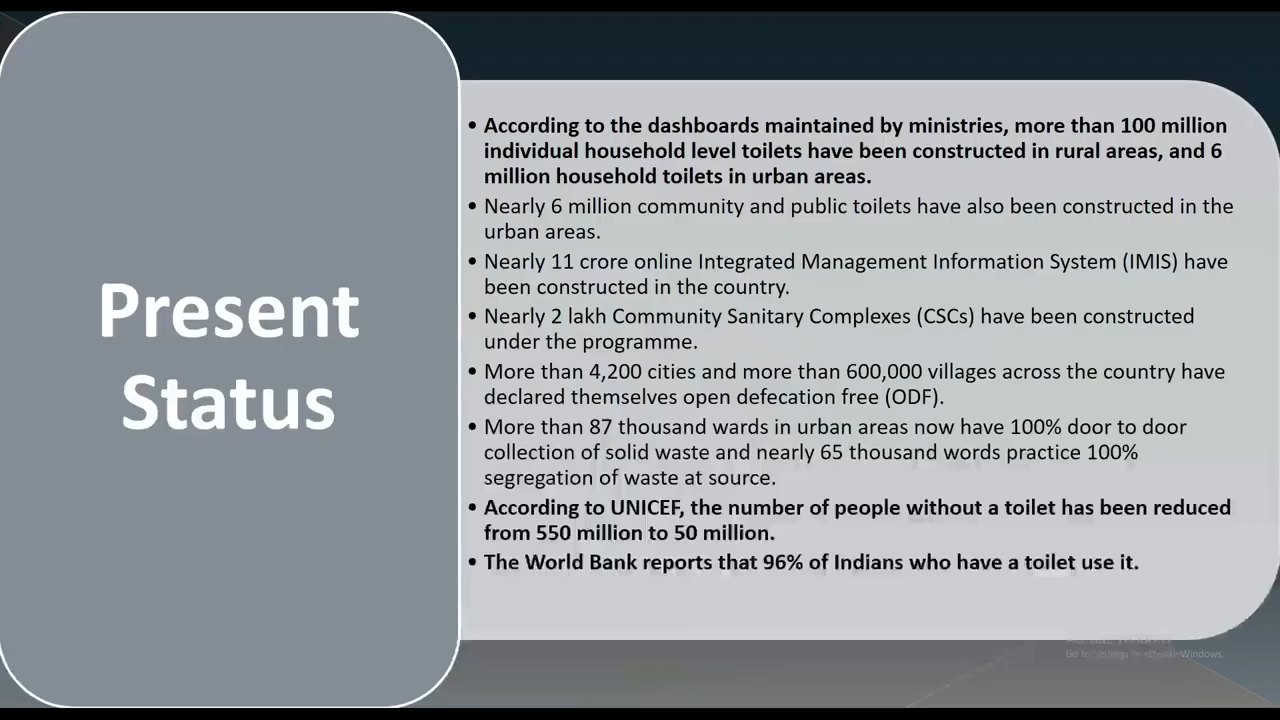 Present
Status
• According to the dashboards maintained by ministries, more than 100 million
individual household level toilets have been constructed in rural areas, and 6
million household toilets in urban areas.
• Nearly 6 million community and public toilets have also been constructed in the
urban areas.
• Nearly 11 crore online Integrated Management Information System (IMIS) have
been constructed in the country.
• Nearly 2 lakh Community Sanitary Complexes (CSCs) have been constructed
under the programme.
• More than 4,200 cities and more than 600,000 villages across the country have
declared themselves open defecation free (ODF).
• More than 87 thousand wards in urban areas now have 100% door to door
collection of solid waste and nearly 65 thousand words practice 100%
segregation of waste at source.
• According to UNICEF, the number of people without a toilet has been reduced
from 550 million to 50 million.
• The World Bank reports that 96% of Indians who have a toilet use it.
Go to Settings to activate Windows.